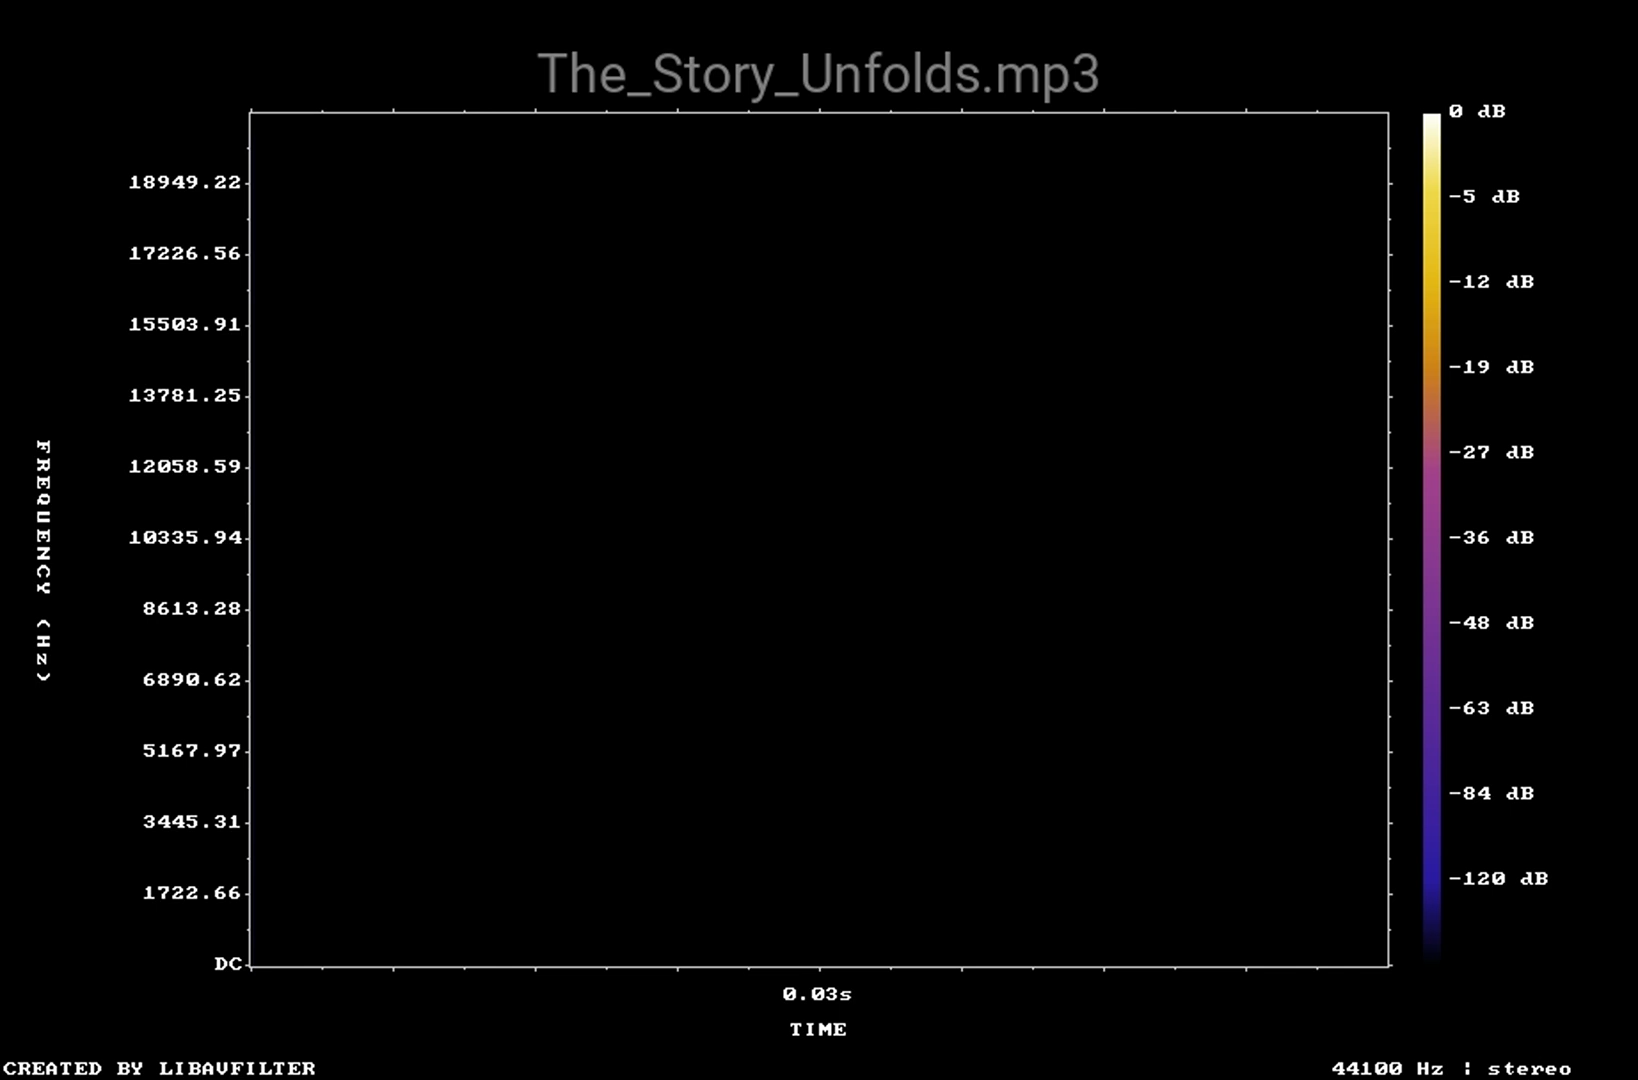 The_Story_Unfolds.mp3
0 dB
-5 dB
-12 dB
-19 dB
-27 dB
-36 dB
-48 dB
-63 dB
-84 dB
-120 dB
18949.22
17226.56
15503.91
13781.25
12058.59
10335.94
8613.28
6890.62
5167.97
3445.31
1722.66
DC
FREQUENCY (Hz)
0.03s
TIME
CREATED BY LIBAVFILTER
44100 Hz | stereo